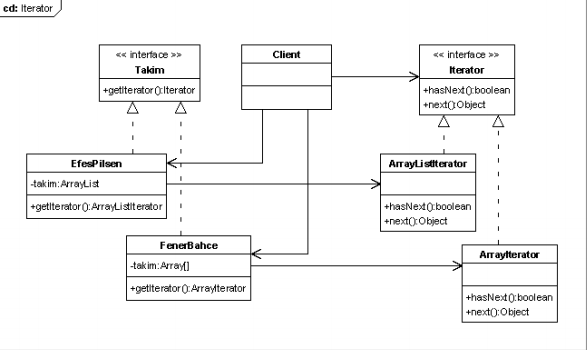 cd: Iterator
<< interface >>
Takim
+getIterator():Iterator
Client
<< interface >>
Iterator
+hasNext():boolean
+next():Object
EfesPilsen
-takim:ArrayList
+getIterator():ArrayListIterator
ArrayListIterator
+hasNext():boolean
+next():Object
FenerBahce
-takim:Array[]
+getIterator():ArrayIterator
ArrayIterator
+hasNext():boolean
+next():Object